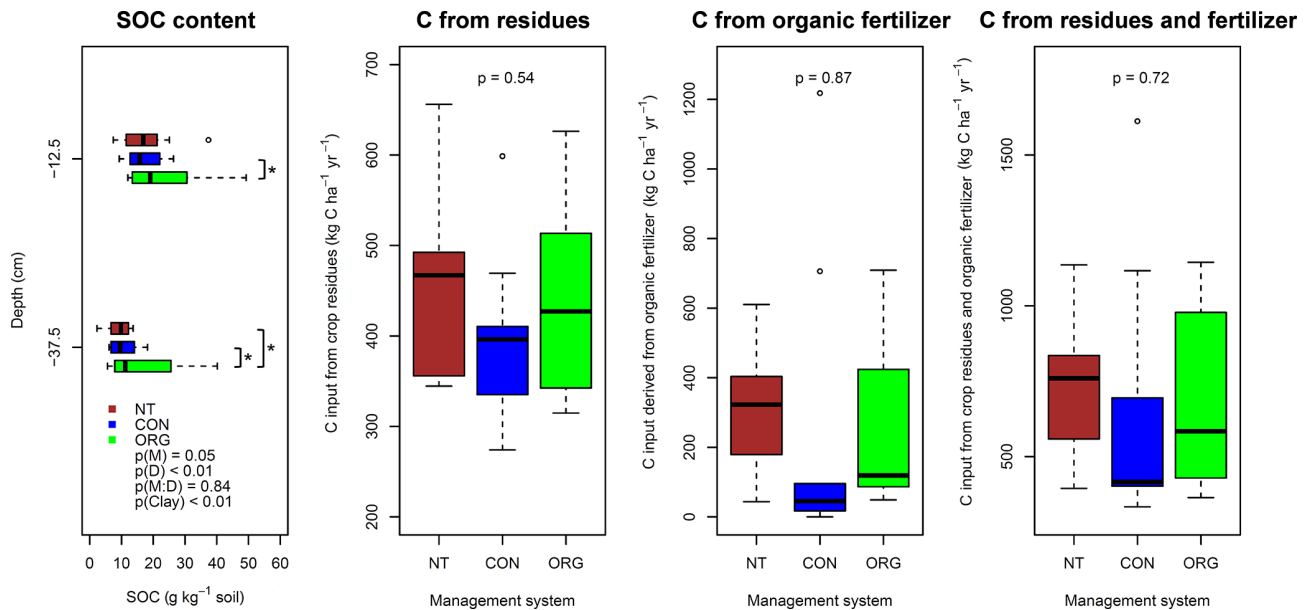 SOC content
Depth (cm)
−12.5
−37.5
*
*
*
NT
CON
ORG
p(M) = 0.05
p(D) < 0.01
p(M:D) = 0.84
p(Clay) < 0.01
0 10 20 30 40 50 60
SOC (g kg⁻¹ soil)
C from residues
C input from crop residues (kg C ha⁻¹ yr⁻¹)
700
600
500
400
300
200
p = 0.54
NT CON ORG
Management system
C from organic fertilizer
C input derived from organic fertilizer (kg C ha⁻¹ yr⁻¹)
1200
1000
800
600
400
200
0
p = 0.87
NT CON ORG
Management system
C from residues and fertilizer
C input from crop residues and organic fertilizer (kg C ha⁻¹ yr⁻¹)
1500
1000
500
p = 0.72
NT CON ORG
Management system